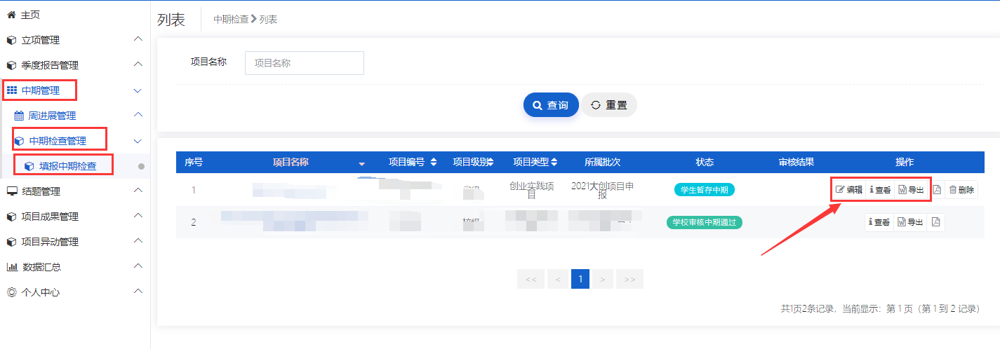 主页
立项管理
季度报告管理
中期管理
周进展管理
中期检查管理
填报中期检查
结题管理
项目成果管理
项目异动管理
数据汇总
个人中心
列表 中期检查 列表
项目名称 项目名称
查询 重置
序号 项目名称 项目编号 项目级别 项目类型 所属批次 状态 审核结果 操作
1 创业实践项目 2021大创项目申报 学生暂存中期 编辑 查看 导出 删除
2 学校审核中期通过 查看 导出
<< < 1 > >>
共1页2条记录，当前显示：第 1 页（第 1 到 2 记录）